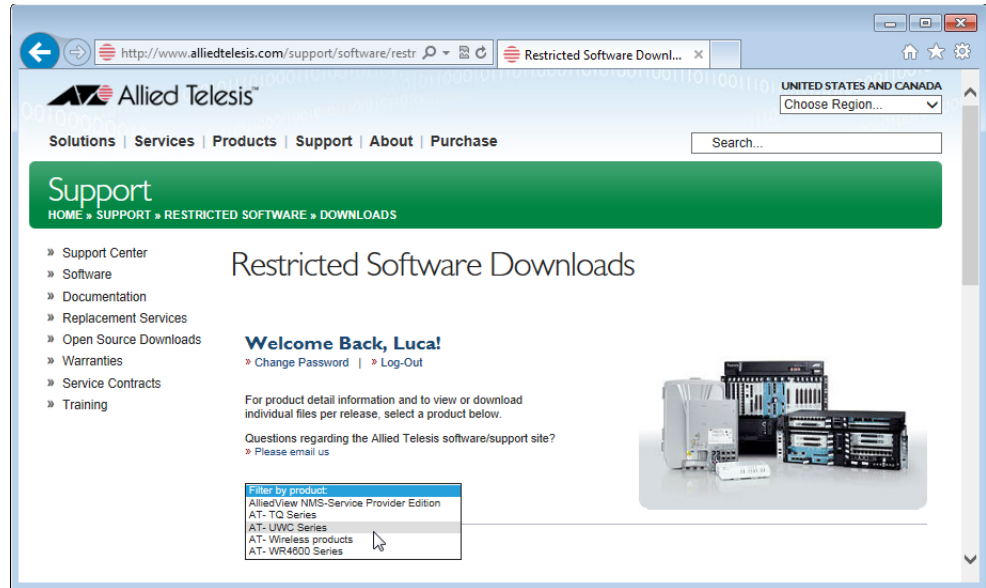 http://www.alliedtelesis.com/support/software/restr
Restricted Software Downl...
Allied Telesis™
UNITED STATES AND CANADA
Choose Region...
Solutions | Services | Products | Support | About | Purchase
Search...
Support
HOME » SUPPORT » RESTRICTED SOFTWARE » DOWNLOADS
» Support Center
» Software
» Documentation
» Replacement Services
» Open Source Downloads
» Warranties
» Service Contracts
» Training
Restricted Software Downloads
Welcome Back, Luca!
» Change Password | » Log-Out
For product detail information and to view or download
individual files per release, select a product below.
Questions regarding the Allied Telesis software/support site?
» Please email us
Filter by product:
AlliedView NMS-Service Provider Edition
AT- TQ Series
AT- UWC Series
AT- Wireless products
AT- WR4600 Series